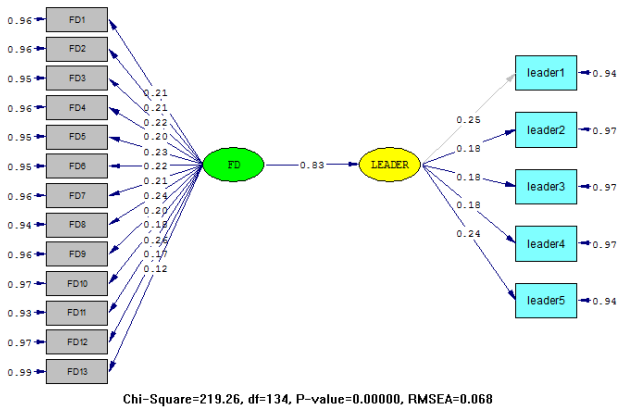 0.96 FD1
0.96 FD2
0.95 FD3
0.96 FD4
0.95 FD5
0.95 FD6
0.96 FD7
0.94 FD8
0.96 FD9
0.97 FD10
0.93 FD11
0.97 FD12
0.99 FD13
0.21
0.21
0.22
0.20
0.23
0.22
0.21
0.24
0.20
0.18
0.26
0.17
0.12
FD 0.83 LEADER
0.25
0.18
0.18
0.18
0.24
leader1 0.94
leader2 0.97
leader3 0.97
leader4 0.97
leader5 0.94
Chi-Square=219.26, df=134, P-value=0.00000, RMSEA=0.068